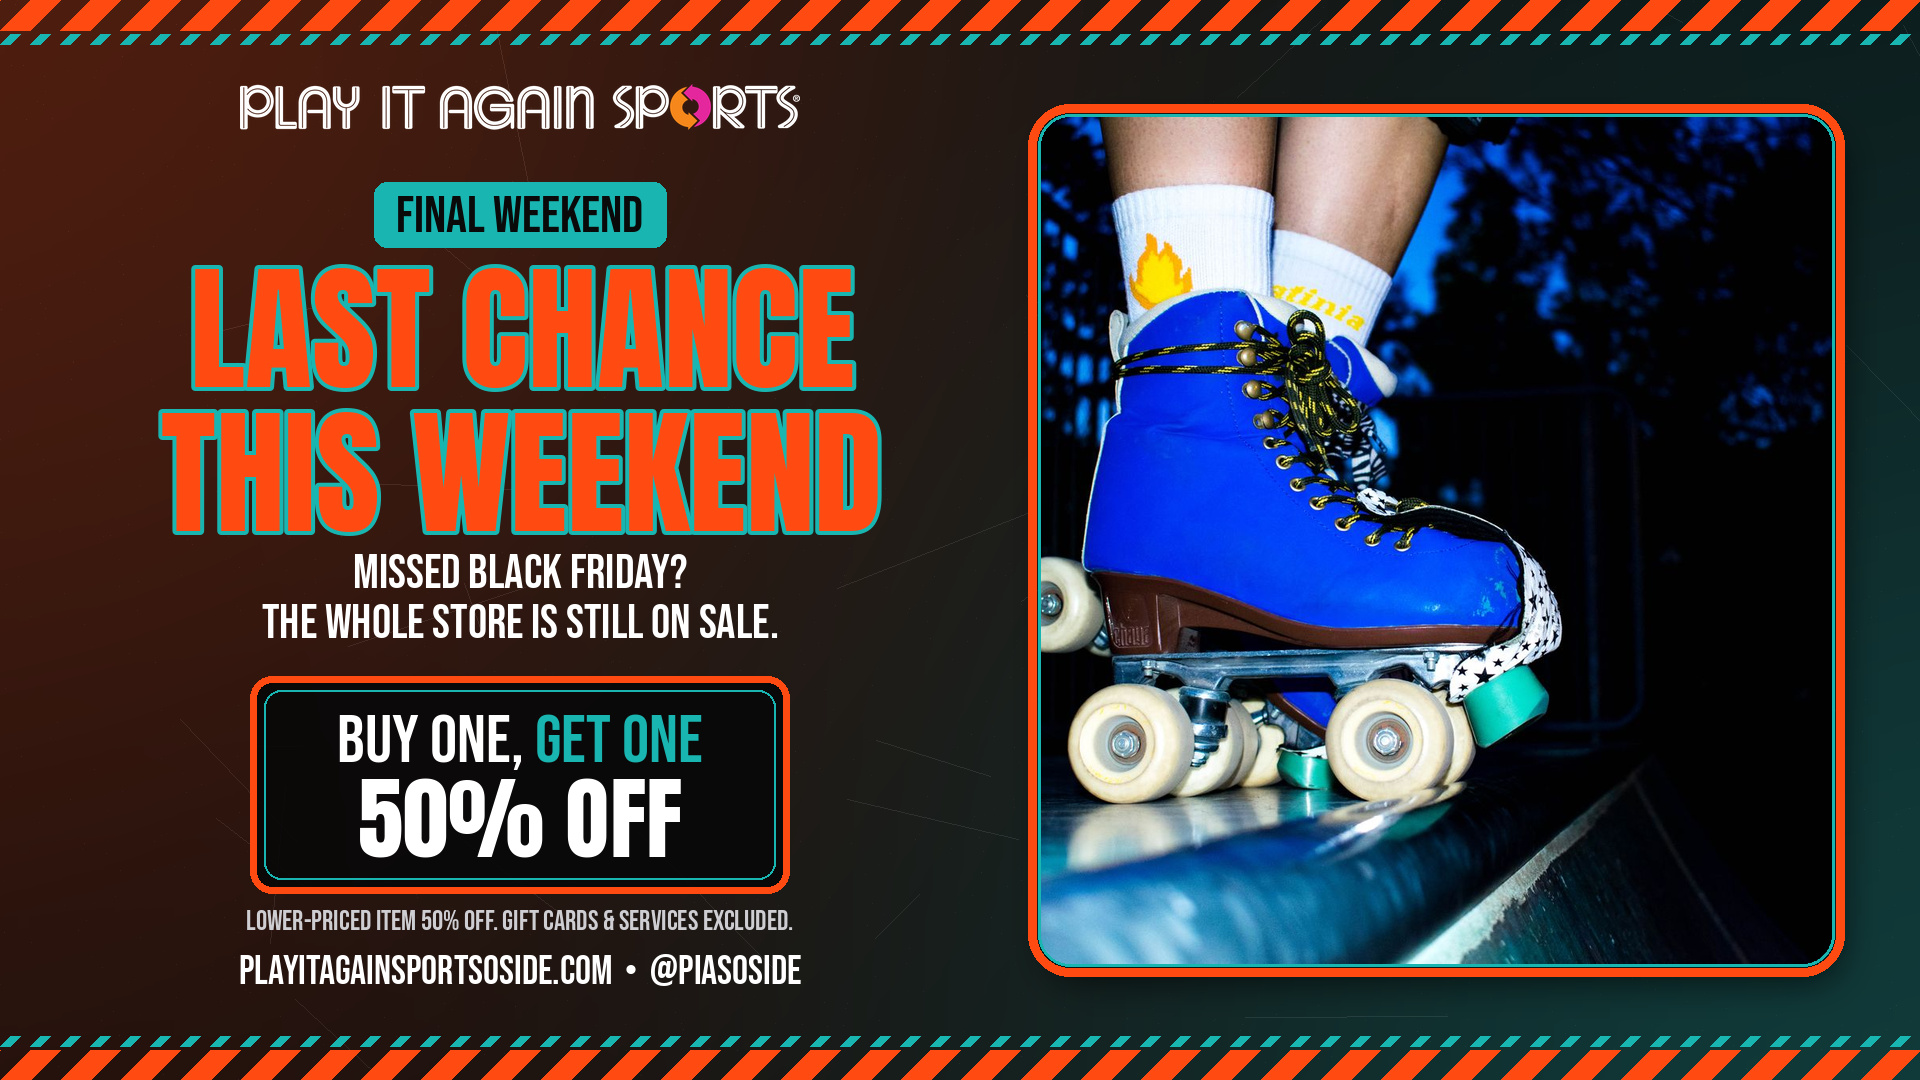 PLAY IT AGAIN SPORTS®
FINAL WEEKEND
LAST CHANCE
THIS WEEKEND
MISSED BLACK FRIDAY?
THE WHOLE STORE IS STILL ON SALE.
BUY ONE, GET ONE
50% OFF
LOWER-PRICED ITEM 50% OFF. GIFT CARDS & SERVICES EXCLUDED.
PLAYITAGAINSPORTSOSIDE.COM • @PIASOSIDE
chaya